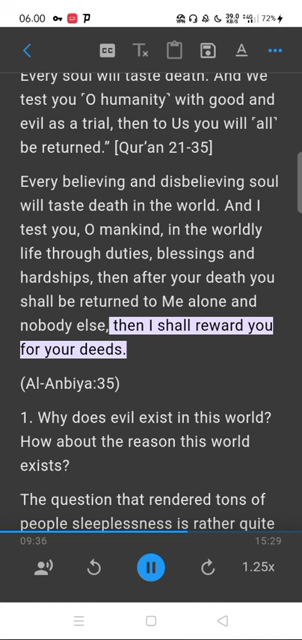 06.00
39.0
KB/S
72%
CC
A
Every soul will taste death. And We
test you ˹O humanity˺ with good and
evil as a trial, then to Us you will ˹all˺
be returned.” [Qur’an 21-35]
Every believing and disbelieving soul
will taste death in the world. And I
test you, O mankind, in the worldly
life through duties, blessings and
hardships, then after your death you
shall be returned to Me alone and
nobody else, then I shall reward you
for your deeds.
(Al-Anbiya:35)
1. Why does evil exist in this world?
How about the reason this world
exists?
The question that rendered tons of
people sleeplessness is rather quite
09:36
15:29
1.25x